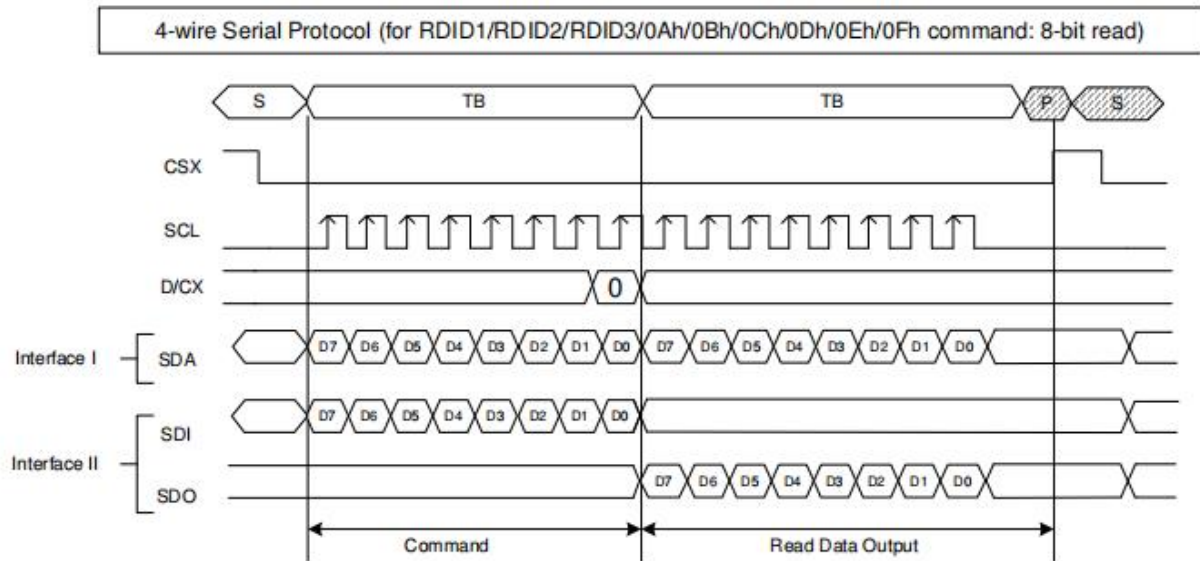 4-wire Serial Protocol (for RDID1/RDID2/RDID3/0Ah/0Bh/0Ch/0Dh/0Eh/0Fh command: 8-bit read)
S TB TB P S
CSX
SCL
D/CX 0
Interface I SDA D7 D6 D5 D4 D3 D2 D1 D0 D7 D6 D5 D4 D3 D2 D1 D0
SDI D7 D6 D5 D4 D3 D2 D1 D0
Interface II
SDO D7 D6 D5 D4 D3 D2 D1 D0
Command Read Data Output